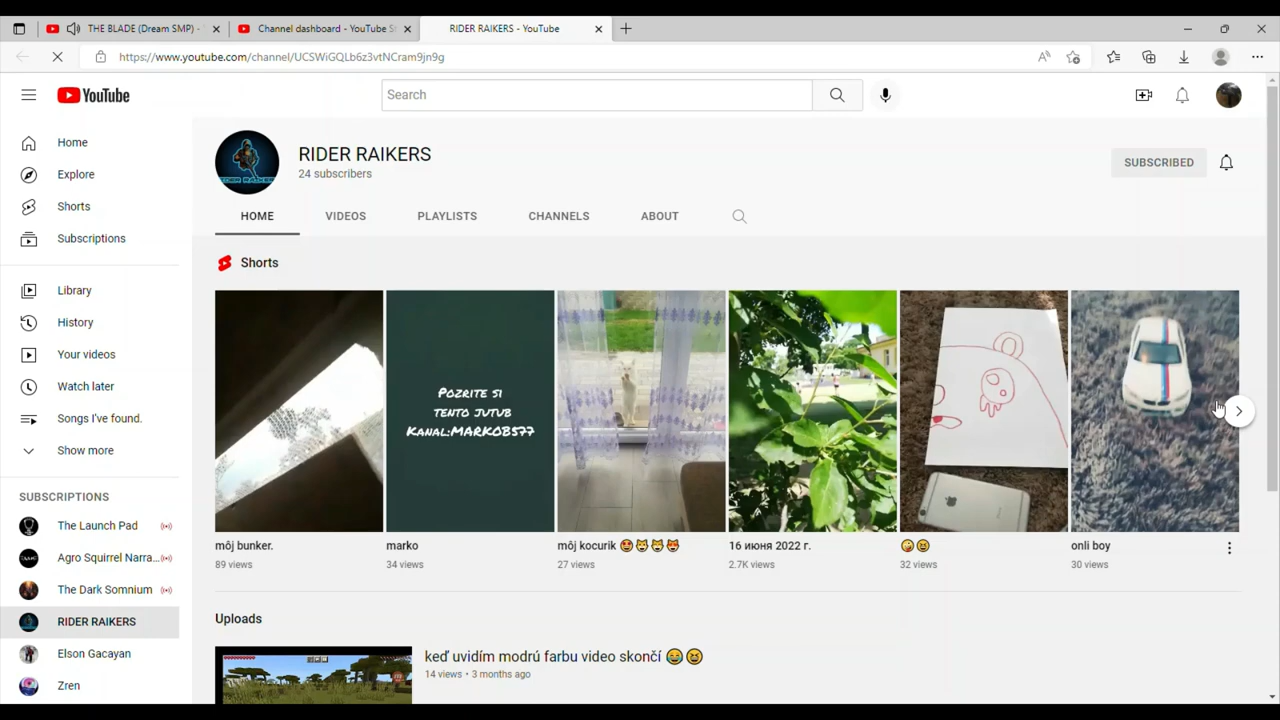 THE BLADE (Dream SMP) -
Channel dashboard - YouTube S
RIDER RAIKERS - YouTube
https://www.youtube.com/channel/UCSWiGQLb6z3vtNCram9jn9g
YouTube
Search
Home
Explore
Shorts
Subscriptions
Library
History
Your videos
Watch later
Songs I've found.
Show more
SUBSCRIPTIONS
The Launch Pad
Agro Squirrel Narra...
The Dark Somnium
RIDER RAIKERS
Elson Gacayan
Zren
RIDER RAIKERS
RIDER RAIKERS
24 subscribers
SUBSCRIBED
HOME VIDEOS PLAYLISTS CHANNELS ABOUT
Shorts
POZRITE SI
TENTO JUTUB
KANAL:MARKOB577
môj bunker.
89 views
marko
34 views
môj kocurik 😍😺😺😻
27 views
16 июня 2022 г.
2.7K views
🤪😆
32 views
onli boy
30 views
Uploads
keď uvidím modrú farbu video skončí 😂😆
14 views • 3 months ago